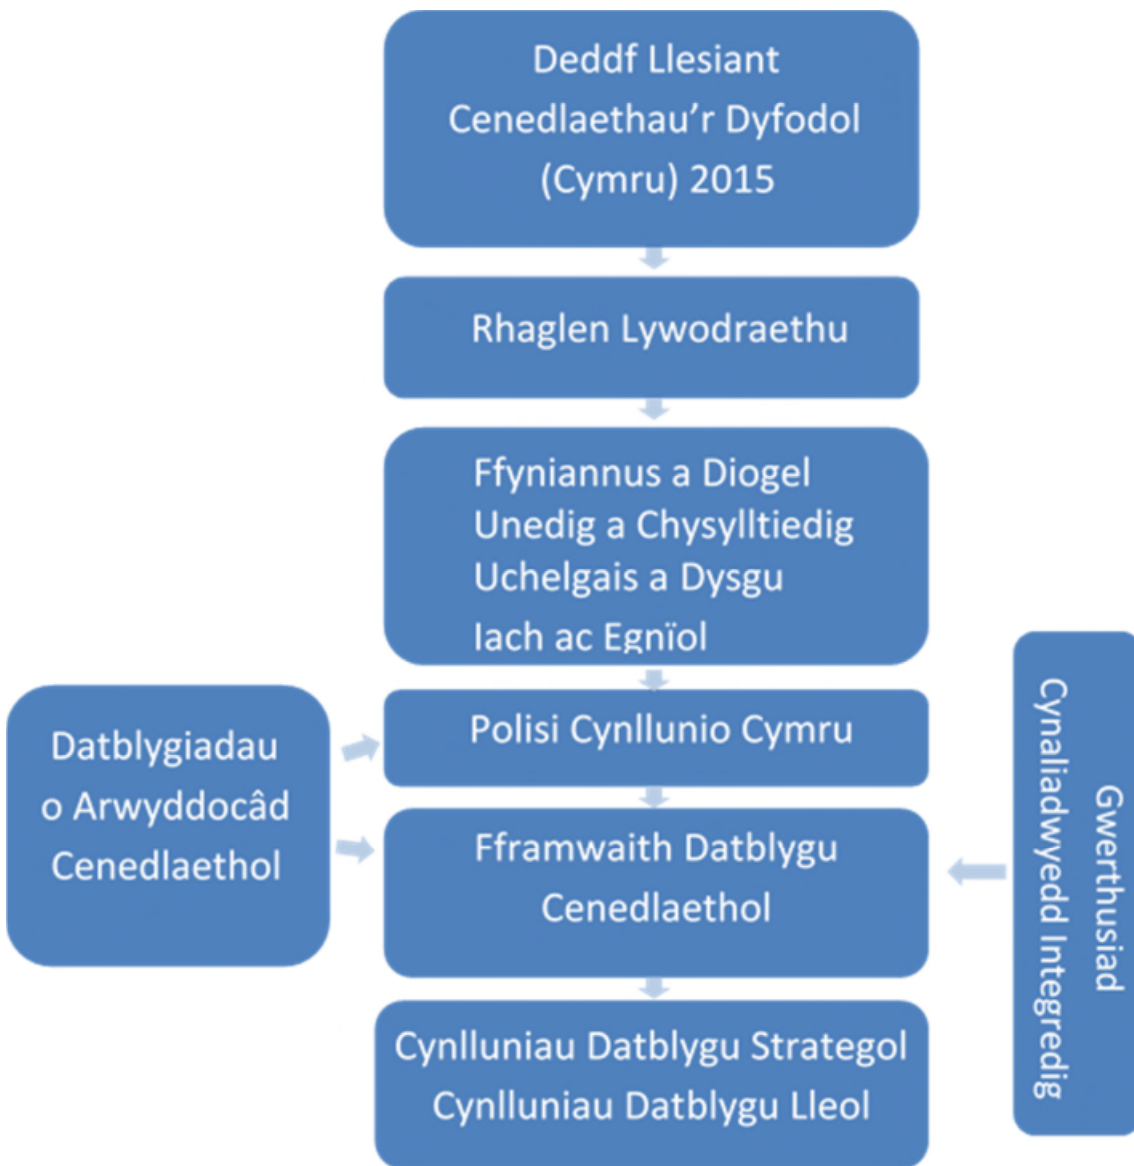 Deddf Llesiant
Cenedlaethau’r Dyfodol
(Cymru) 2015
Rhaglen Lywodraethu
Ffyniannus a Diogel
Unedig a Chysylltiedig
Uchelgais a Dysgu
Iach ac Egnïol
Polisi Cynllunio Cymru
Datblygiadau
o Arwyddocâd
Cenedlaethol
Fframwaith Datblygu
Cenedlaethol
Gwerthusiad
Cynaliadwyedd Integredig
Cynlluniau Datblygu Strategol
Cynlluniau Datblygu Lleol